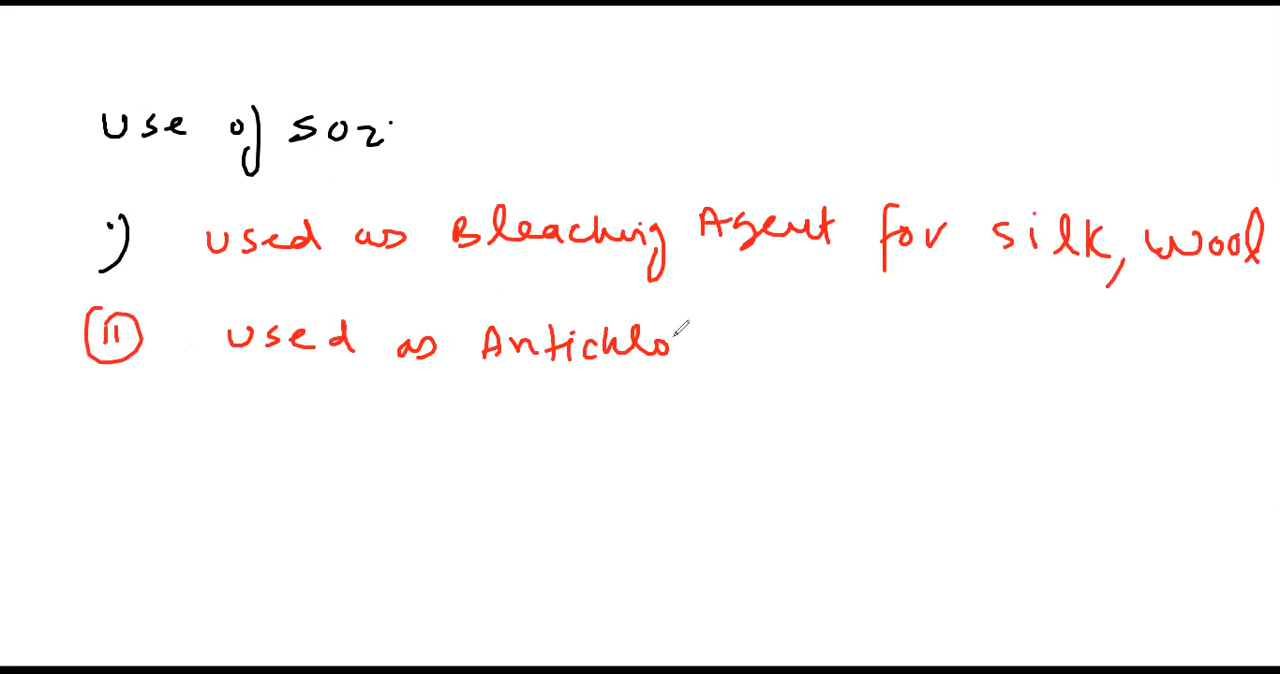 Use of SO2.
i) Used as Bleaching Agent for silk, wool
(ii) Used as Antichlo